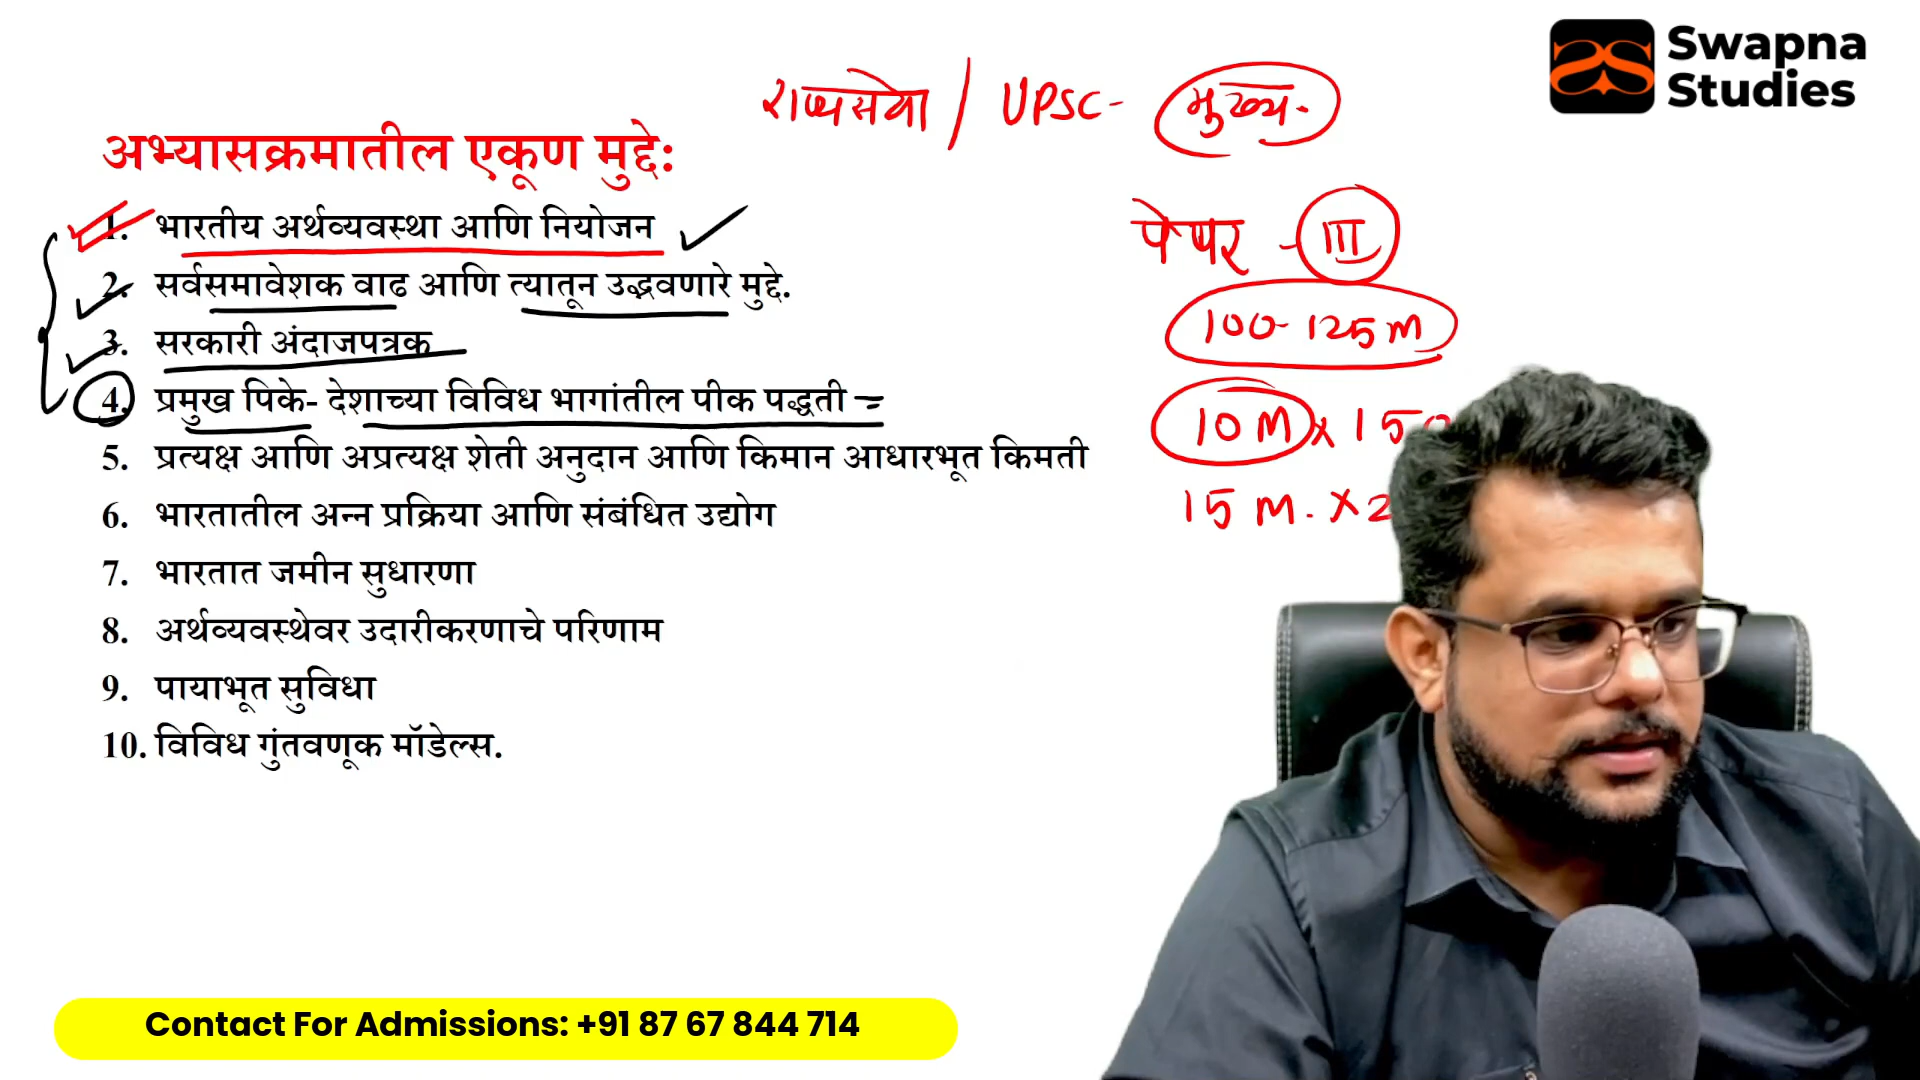 Swapna
Studies
राज्यसेवा / UPSC - मुख्य.
अभ्यासक्रमातील एकूण मुद्दे:
1. भारतीय अर्थव्यवस्था आणि नियोजन
2. सर्वसमावेशक वाढ आणि त्यातून उद्भवणारे मुद्दे.
3. सरकारी अंदाजपत्रक
4. प्रमुख पिके- देशाच्या विविध भागांतील पीक पद्धती
5. प्रत्यक्ष आणि अप्रत्यक्ष शेती अनुदान आणि किमान आधारभूत किमती
6. भारतातील अन्न प्रक्रिया आणि संबंधित उद्योग
7. भारतात जमीन सुधारणा
8. अर्थव्यवस्थेवर उदारीकरणाचे परिणाम
9. पायाभूत सुविधा
10. विविध गुंतवणूक मॉडेल्स.
पेपर - III
100-125 M
10 M x
15 M. x
Contact For Admissions: +91 87 67 844 714